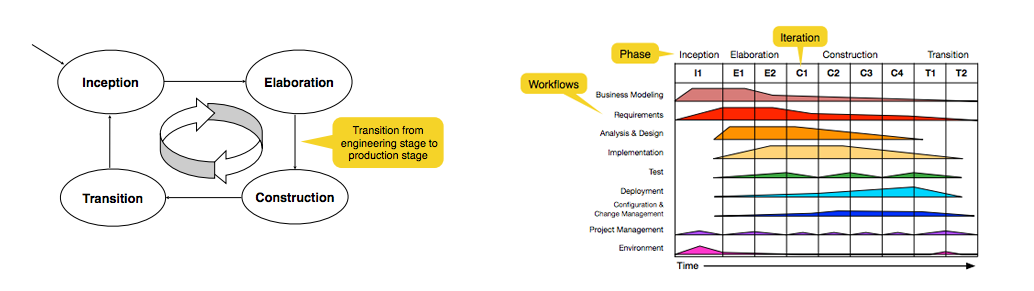 Inception
Elaboration
Transition from
engineering stage to
production stage
Transition
Construction
Iteration
Phase
Inception Elaboration Construction Transition
I1 E1 E2 C1 C2 C3 C4 T1 T2
Workflows
Business Modeling
Requirements
Analysis & Design
Implementation
Test
Deployment
Configuration &
Change Management
Project Management
Environment
Time